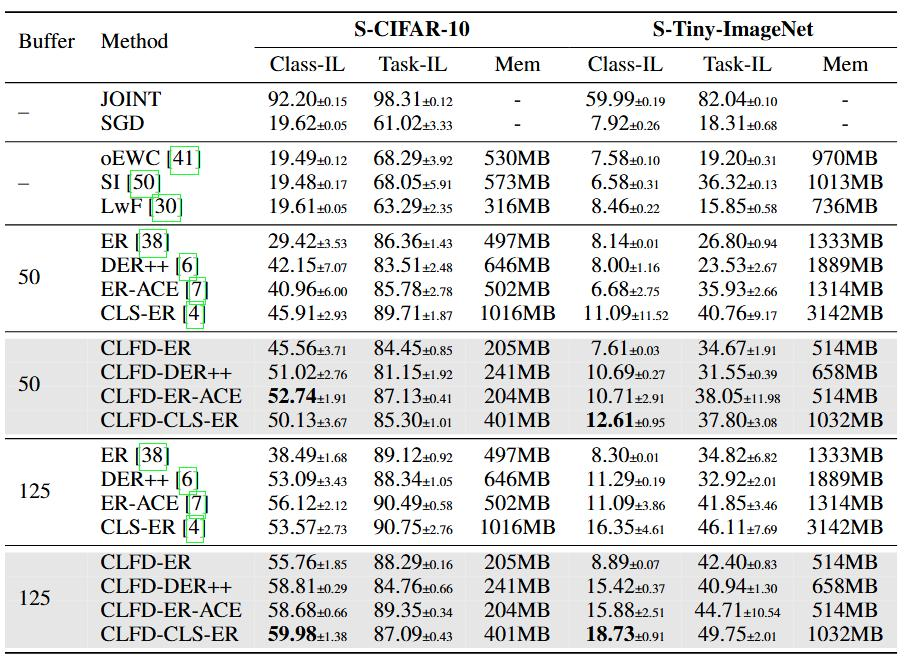 Buffer Method S-CIFAR-10 S-Tiny-ImageNet
Class-IL Task-IL Mem Class-IL Task-IL Mem
– JOINT 92.20±0.15 98.31±0.12 - 59.99±0.19 82.04±0.10 -
SGD 19.62±0.05 61.02±3.33 - 7.92±0.26 18.31±0.68 -
– oEWC [41] 19.49±0.12 68.29±3.92 530MB 7.58±0.10 19.20±0.31 970MB
SI [50] 19.48±0.17 68.05±5.91 573MB 6.58±0.31 36.32±0.13 1013MB
LwF [30] 19.61±0.05 63.29±2.35 316MB 8.46±0.22 15.85±0.58 736MB
50 ER [38] 29.42±3.53 86.36±1.43 497MB 8.14±0.01 26.80±0.94 1333MB
DER++ [6] 42.15±7.07 83.51±2.48 646MB 8.00±1.16 23.53±2.67 1889MB
ER-ACE [7] 40.96±6.00 85.78±2.78 502MB 6.68±2.75 35.93±2.66 1314MB
CLS-ER [4] 45.91±2.93 89.71±1.87 1016MB 11.09±11.52 40.76±9.17 3142MB
50 CLFD-ER 45.56±3.71 84.45±0.85 205MB 7.61±0.03 34.67±1.91 514MB
CLFD-DER++ 51.02±2.76 81.15±1.92 241MB 10.69±0.27 31.55±0.39 658MB
CLFD-ER-ACE 52.74±1.91 87.13±0.41 204MB 10.71±2.91 38.05±11.98 514MB
CLFD-CLS-ER 50.13±3.67 85.30±1.01 401MB 12.61±0.95 37.80±3.08 1032MB
125 ER [38] 38.49±1.68 89.12±0.92 497MB 8.30±0.01 34.82±6.82 1333MB
DER++ [6] 53.09±3.43 88.34±1.05 646MB 11.29±0.19 32.92±2.01 1889MB
ER-ACE [7] 56.12±2.12 90.49±0.58 502MB 11.09±3.86 41.85±3.46 1314MB
CLS-ER [4] 53.57±2.73 90.75±2.76 1016MB 16.35±4.61 46.11±7.69 3142MB
125 CLFD-ER 55.76±1.85 88.29±0.16 205MB 8.89±0.07 42.40±0.83 514MB
CLFD-DER++ 58.81±0.29 84.76±0.66 241MB 15.42±0.37 40.94±1.30 658MB
CLFD-ER-ACE 58.68±0.66 89.35±0.34 204MB 15.88±2.51 44.71±10.54 514MB
CLFD-CLS-ER 59.98±1.38 87.09±0.43 401MB 18.73±0.91 49.75±2.01 1032MB